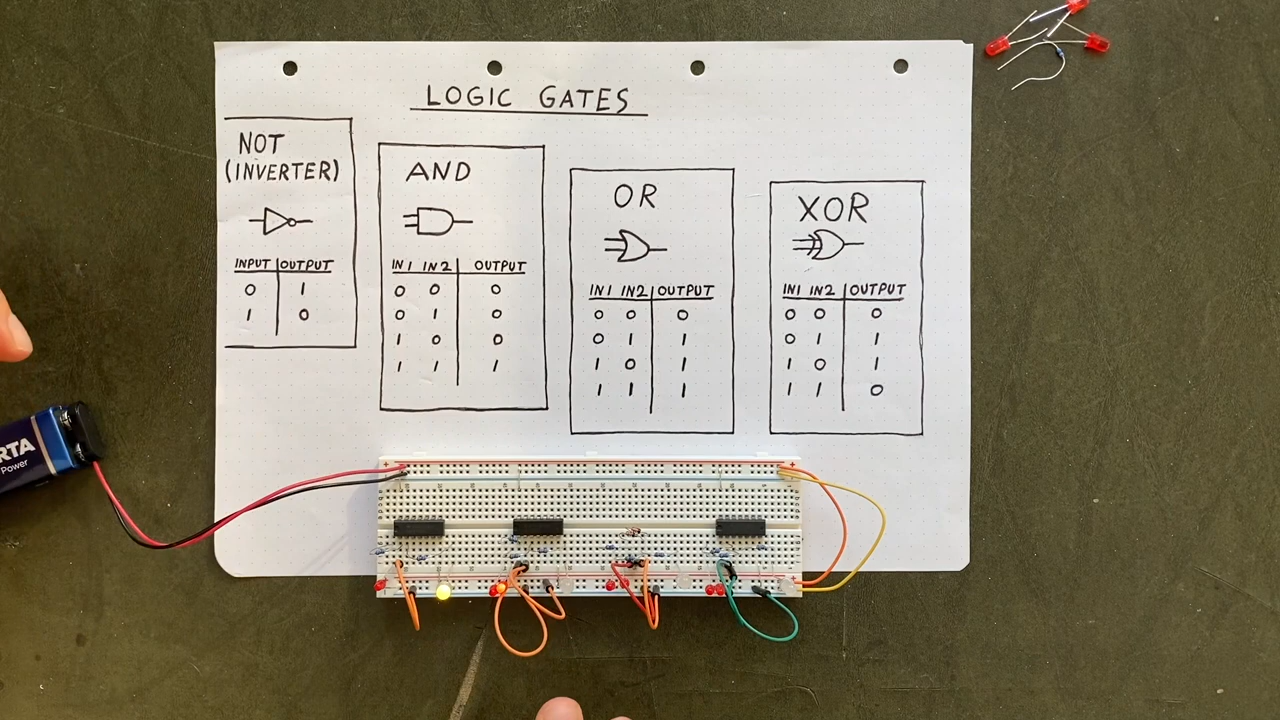 LOGIC GATES
NOT
(INVERTER)
INPUT OUTPUT
0 1
1 0
AND
IN1 IN2 OUTPUT
0 0 0
0 1 0
1 0 0
1 1 1
OR
IN1 IN2 OUTPUT
0 0 0
0 1 1
1 0 1
1 1 1
XOR
IN1 IN2 OUTPUT
0 0 0
0 1 1
1 0 1
1 1 0
RTA
Power